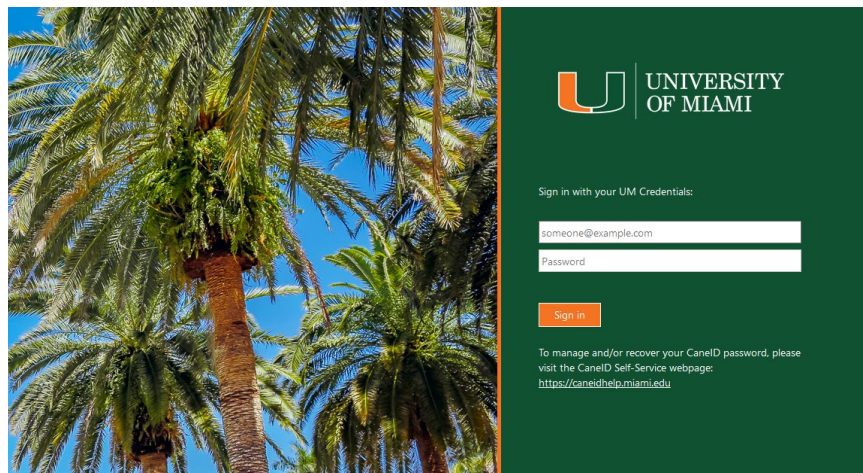 UNIVERSITY
OF MIAMI
Sign in with your UM Credentials:
someone@example.com
Password
Sign in
To manage and/or recover your CaneID password, please
visit the CaneID Self-Service webpage:
https://caneidhelp.miami.edu